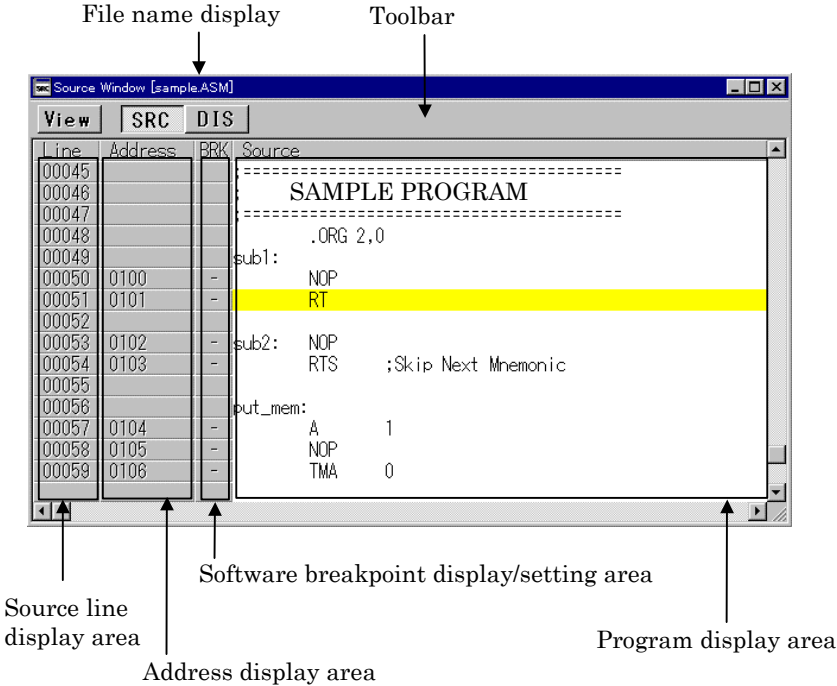 File name display Toolbar
Source Window [sample.ASM]
View SRC DIS
Line Address BRK Source
00045 ;=======================================
00046 ; SAMPLE PROGRAM
00047 ;=======================================
00048 .ORG 2,0
00049 sub1:
00050 0100 - NOP
00051 0101 - RT
00052
00053 0102 - sub2: NOP
00054 0103 - RTS ;Skip Next Mnemonic
00055
00056 put_mem:
00057 0104 - A 1
00058 0105 - NOP
00059 0106 - TMA 0
Software breakpoint display/setting area
Source line
display area
Program display area
Address display area